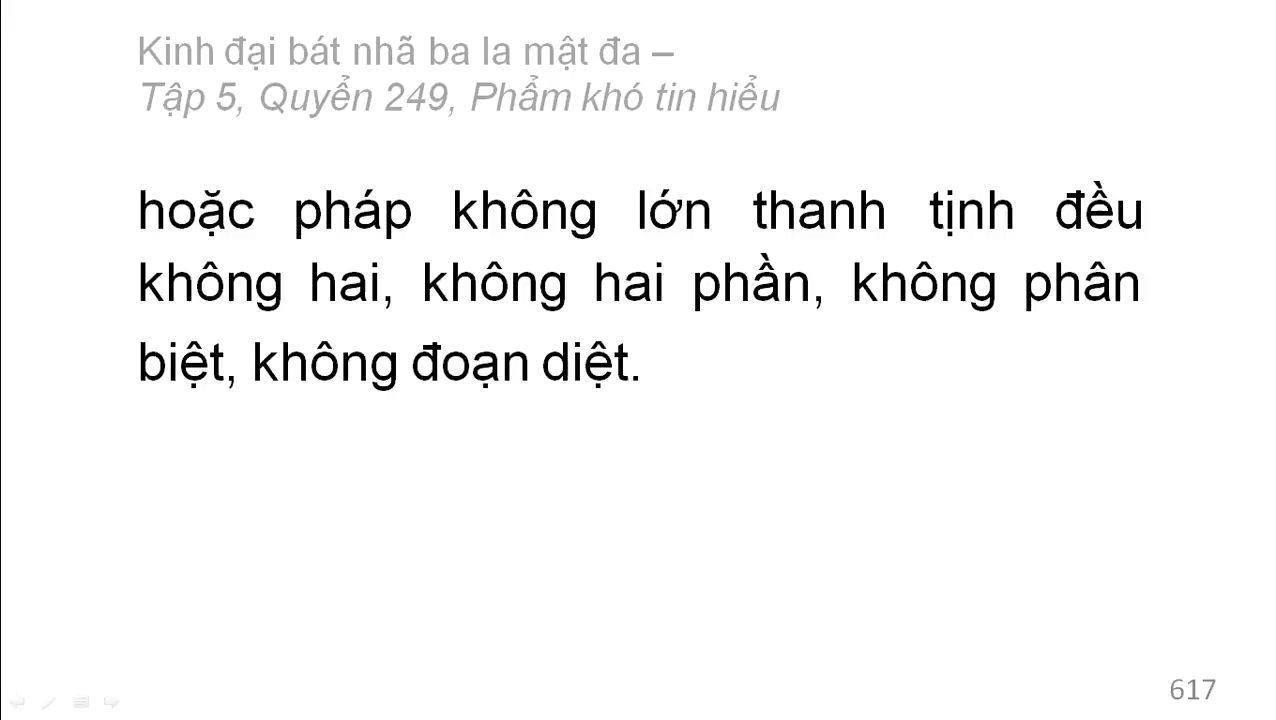 Kinh đại bát nhã ba la mật đa –
Tập 5, Quyển 249, Phẩm khó tin hiểu
hoặc pháp không lớn thanh tịnh đều
không hai, không hai phần, không phân
biệt, không đoạn diệt.
617